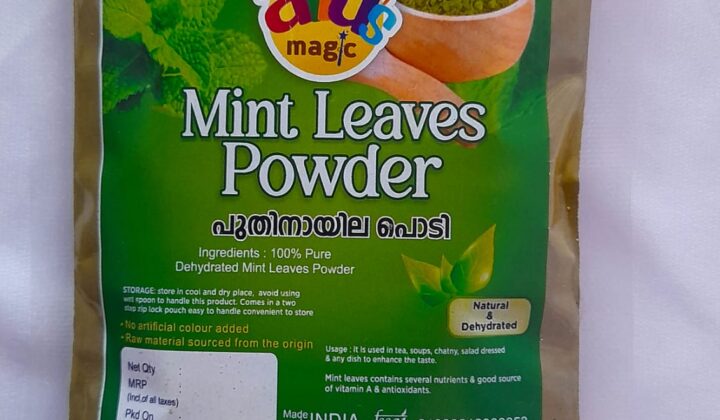 magic
Mint Leaves
Powder
പുതിനായില പൊടി
Ingredients : 100% Pure
Dehydrated Mint Leaves Powder
STORAGE: store in cool and dry place, avoid using
wet spoon to handle this product. Comes in a two
step zip lock pouch easy to handle convenient to store
• No artificial colour added
• Raw material sourced from the origin
Natural
&
Dehydrated
Usage : It is used in tea, soups, chatny, salad dressed
& any dish to enhance the taste.
Mint leaves contains several nutrients & good source
of vitamin A & antioxidants.
Net Qty
MRP
(incl.of all taxes)
Pkd On
Made
INDIA